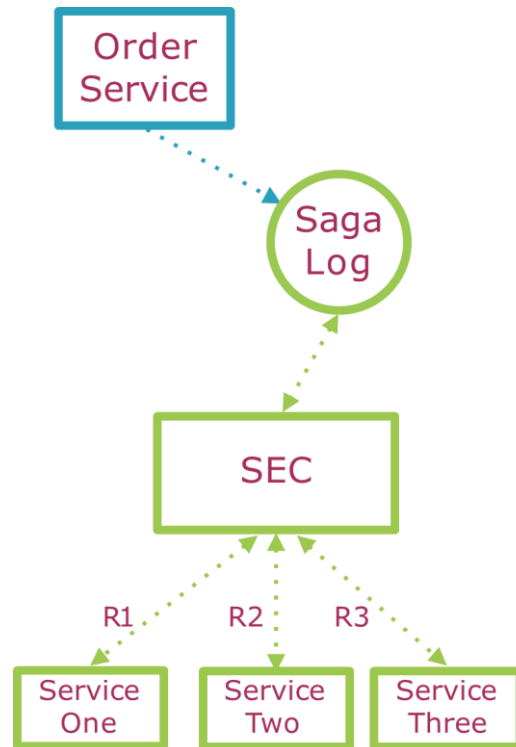 Order
Service
Saga
Log
SEC
R1
R2
R3
Service
One
Service
Two
Service
Three